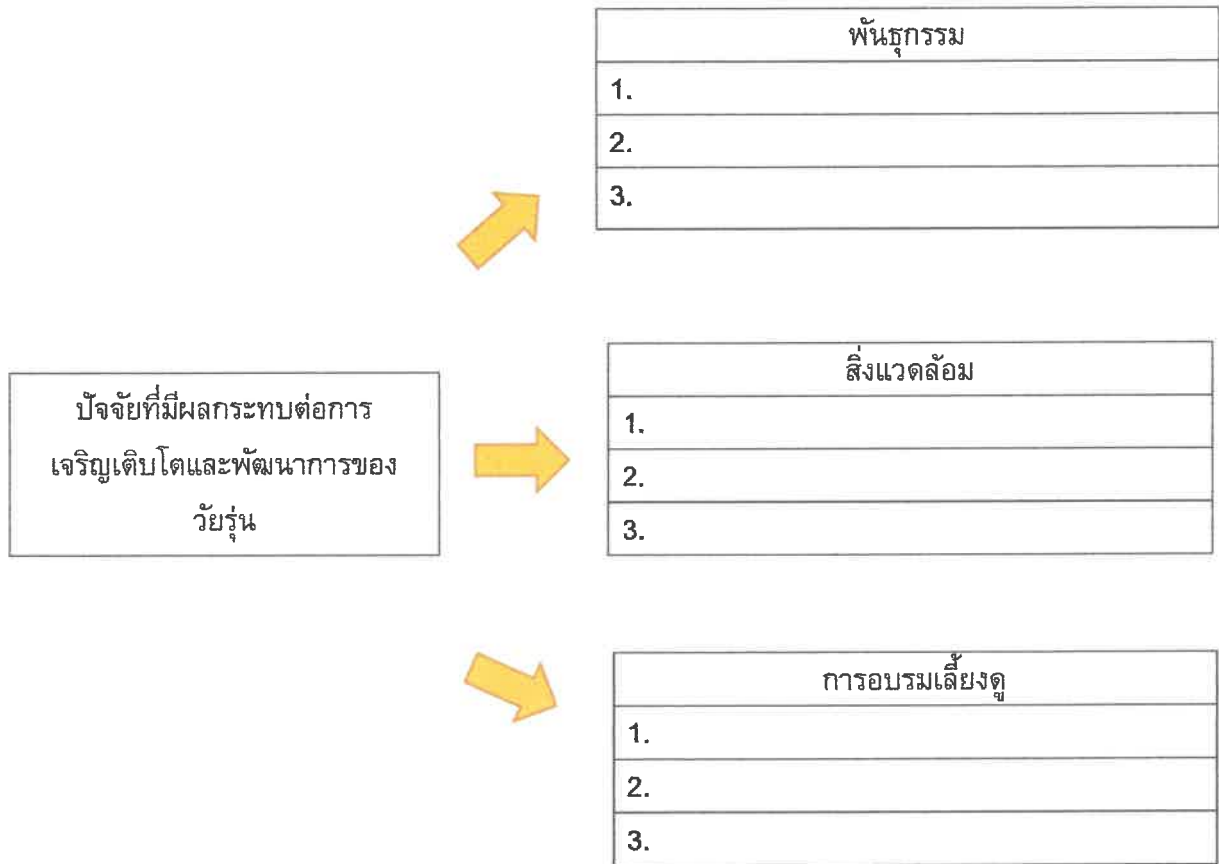 พันธุกรรม
1.
2.
3.
ปัจจัยที่มีผลกระทบต่อการ
เจริญเติบโตและพัฒนาการของ
วัยรุ่น
สิ่งแวดล้อม
1.
2.
3.
การอบรมเลี้ยงดู
1.
2.
3.